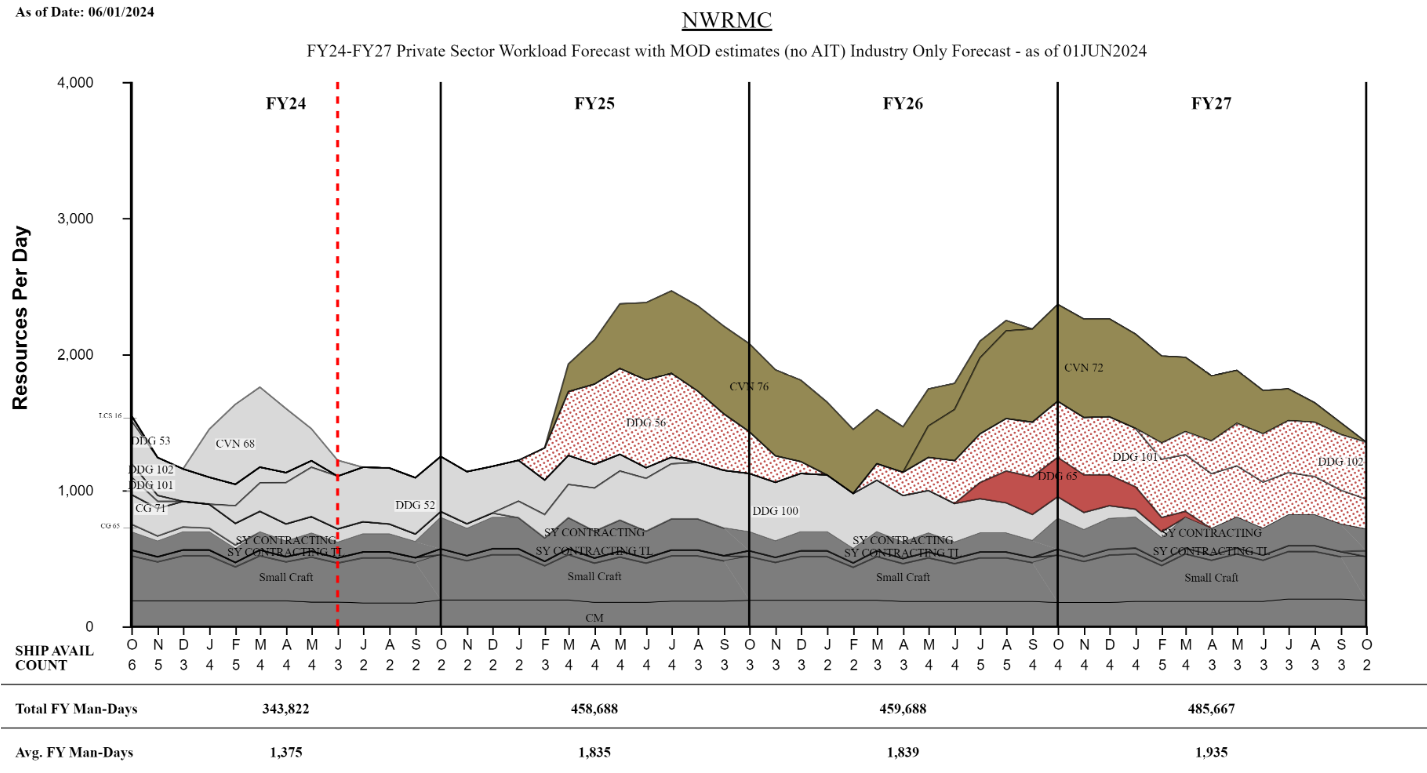 As of Date: 06/01/2024
NWRMC
FY24-FY27 Private Sector Workload Forecast with MOD estimates (no AIT) Industry Only Forecast - as of 01JUN2024
4,000
FY24
FY25
FY26
FY27
3,000
Resources Per Day
2,000
CVN 76
CVN 72
LCS 16
DDG 53
CVN 68
DDG 56
DDG 102
DDG 101
DDG 102
DDG 101
DDG 65
1,000
CG 71
DDG 52
DDG 100
CG 65
SY CONTRACTING
SY CONTRACTING
SY CONTRACTING
SY CONTRACTING
SY CONTRACTING TL
SY CONTRACTING TL
SY CONTRACTING TL
SY CONTRACTING TL
Small Craft
Small Craft
Small Craft
Small Craft
CM
0
O N D J F M A M J J A S O N D J F M A M J J A S O N D J F M A M J J A S O N D J F M A M J J A S O
SHIP AVAIL
COUNT
6 5 3 4 5 4 4 4 3 2 2 2 2 2 2 2 3 4 4 4 4 4 3 3 3 3 3 2 2 3 3 4 4 5 5 4 4 4 4 4 5 4 3 3 3 3 3 3 2
Total FY Man-Days 343,822 458,688 459,688 485,667
Avg. FY Man-Days 1,375 1,835 1,839 1,935